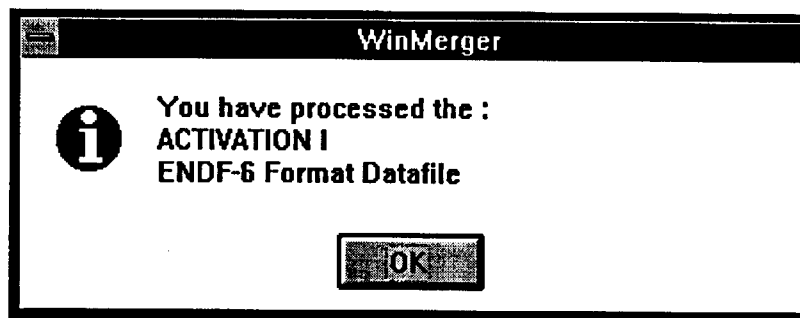 WinMerger
You have processed the :
ACTIVATION I
ENDF-6 Format Datafile
OK